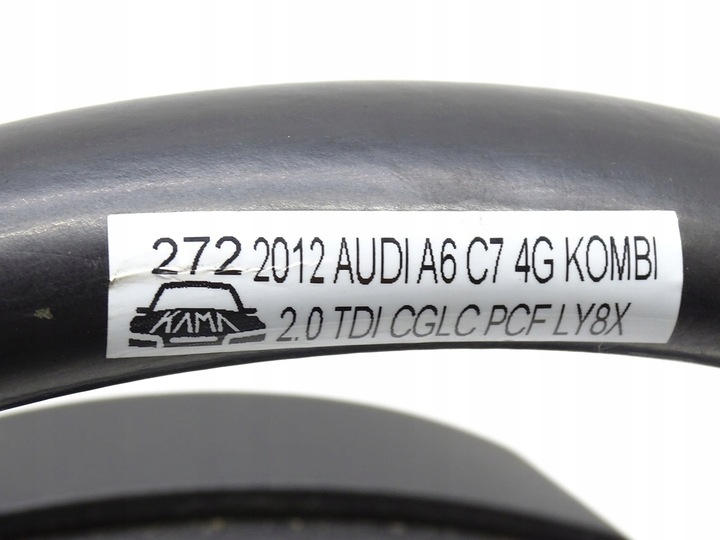 272 2012 AUDI A6 C7 4G KOMBI
KAMA 2.0 TDI CGLC PCF LY8X